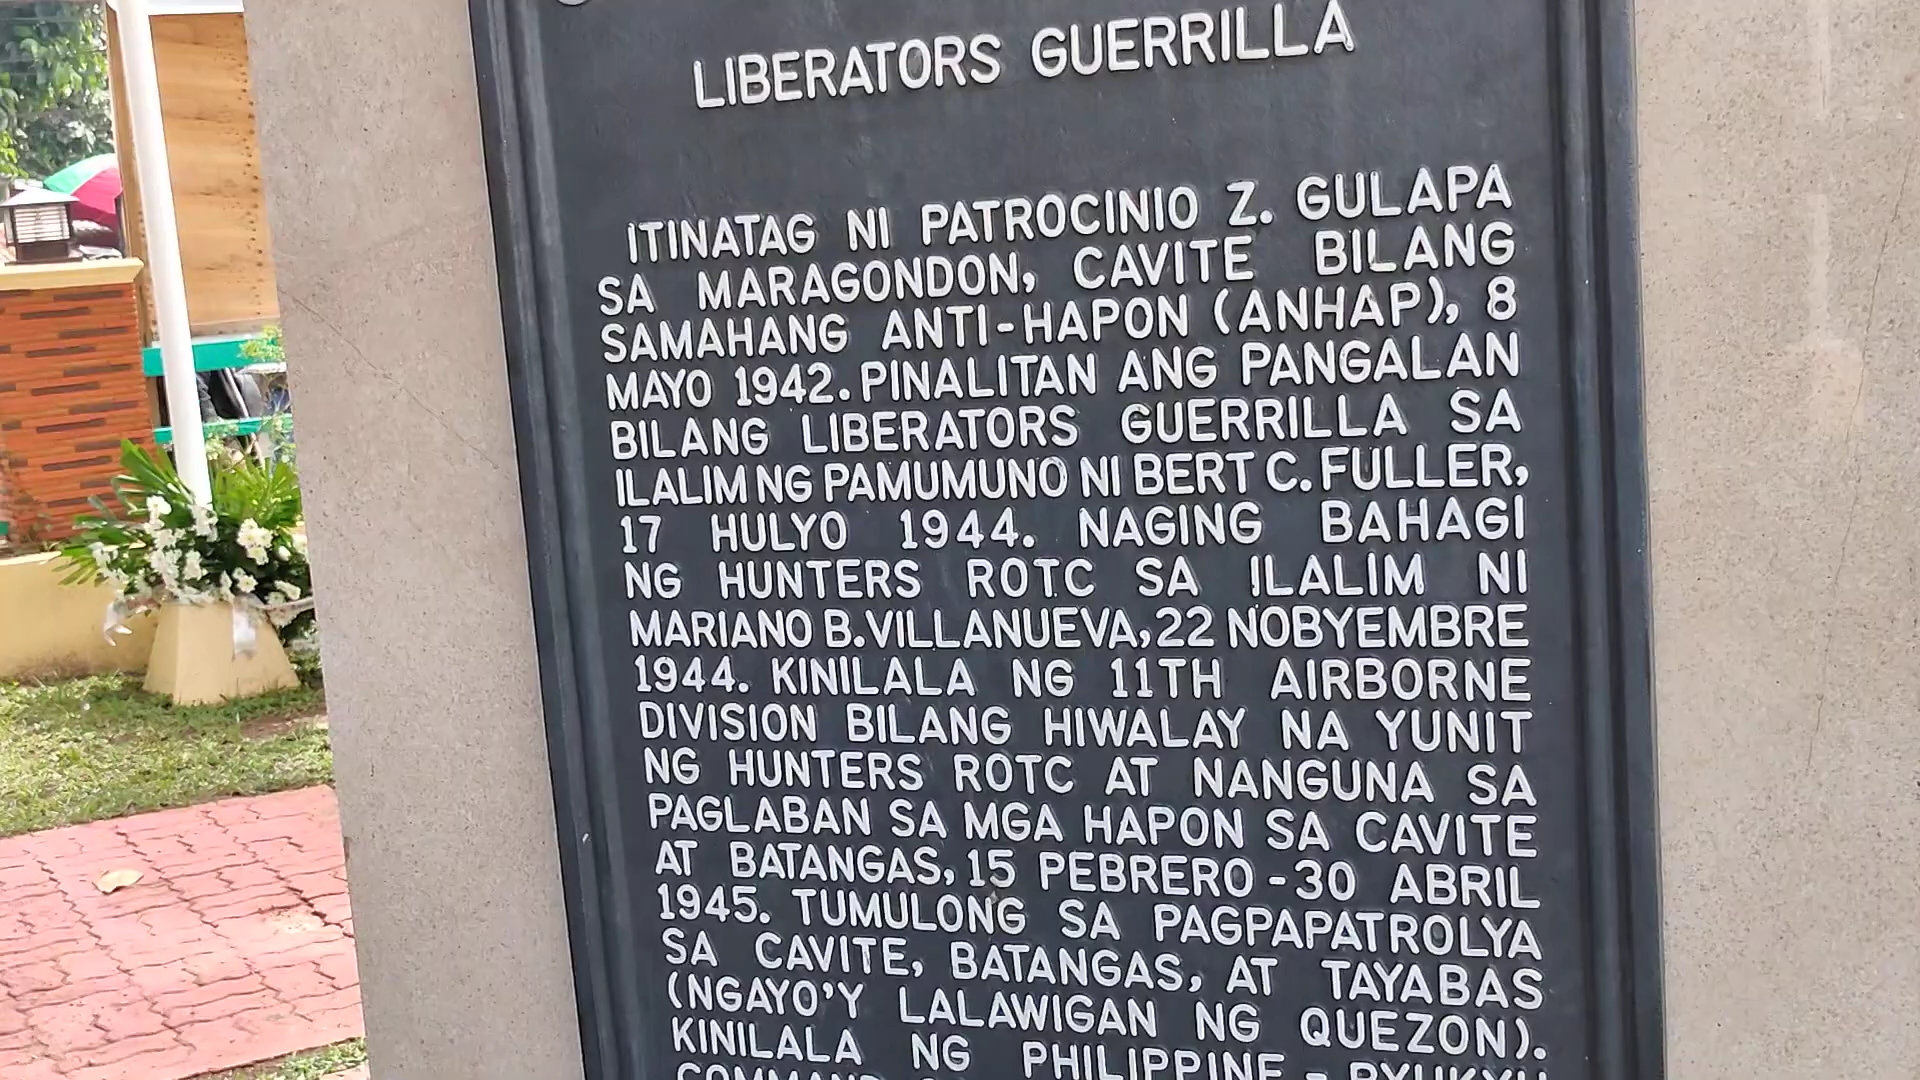 LIBERATORS GUERRILLA
ITINATAG NI PATROCINIO Z. GULAPA
SA MARAGONDON, CAVITE BILANG
SAMAHANG ANTI-HAPON (ANHAP), 8
MAYO 1942. PINALITAN ANG PANGALAN
BILANG LIBERATORS GUERRILLA SA
ILALIM NG PAMUMUNO NI BERT C. FULLER,
17 HULYO 1944. NAGING BAHAGI
NG HUNTERS ROTC SA ILALIM NI
MARIANO B. VILLANUEVA, 22 NOBYEMBRE
1944. KINILALA NG 11TH AIRBORNE
DIVISION BILANG HIWALAY NA YUNIT
NG HUNTERS ROTC AT NANGUNA SA
PAGLABAN SA MGA HAPON SA CAVITE
AT BATANGAS, 15 PEBRERO - 30 ABRIL
1945. TUMULONG SA PAGPAPATROLYA
SA CAVITE, BATANGAS, AT TAYABAS
(NGAYO'Y LALAWIGAN NG QUEZON).
KINILALA NG PHILIPPINE - RYUKYU
COMMAND